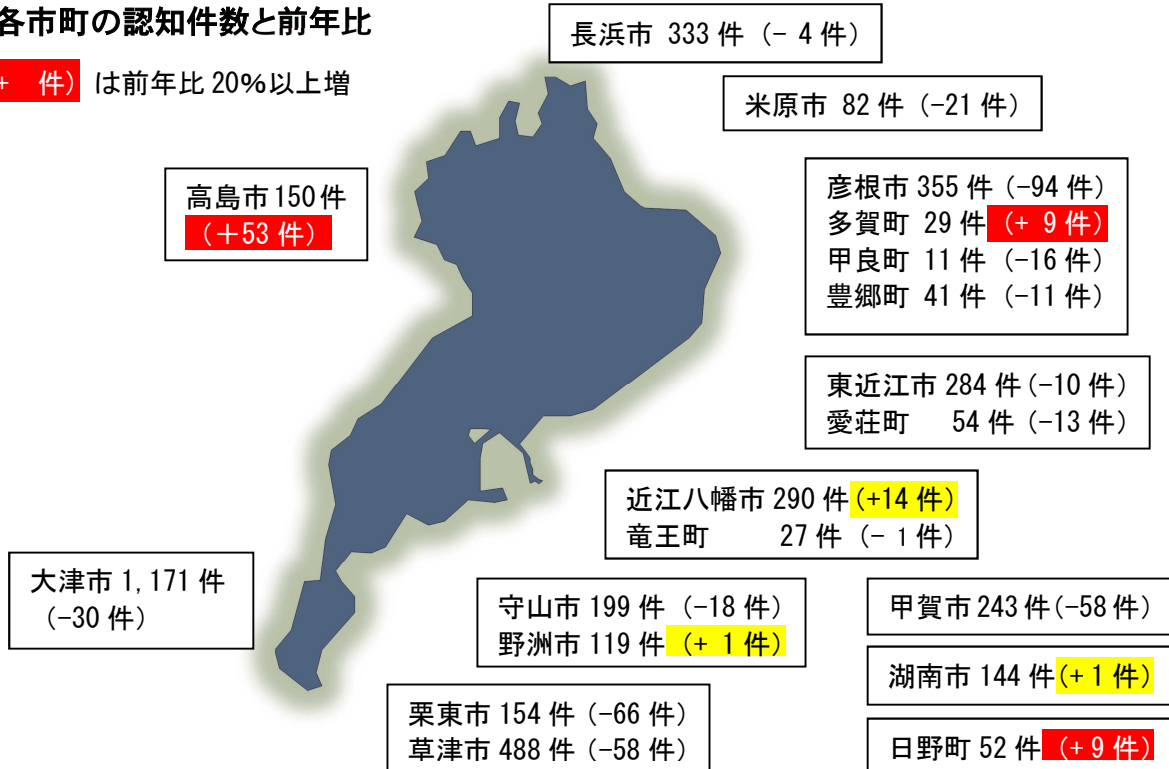 各市町の認知件数と前年比
+ 件) は前年比 20%以上増
長浜市 333 件 (- 4 件)
米原市 82 件 (-21 件)
高島市 150 件
(+53 件)
彦根市 355 件 (-94 件)
多賀町 29 件 (+ 9 件)
甲良町 11 件 (-16 件)
豊郷町 41 件 (-11 件)
東近江市 284 件 (-10 件)
愛荘町 54 件 (-13 件)
近江八幡市 290 件 (+14 件)
竜王町 27 件 (- 1 件)
大津市 1,171 件
(-30 件)
守山市 199 件 (-18 件)
野洲市 119 件 (+ 1 件)
甲賀市 243 件 (-58 件)
湖南市 144 件 (+ 1 件)
栗東市 154 件 (-66 件)
草津市 488 件 (-58 件)
日野町 52 件 (+ 9 件)